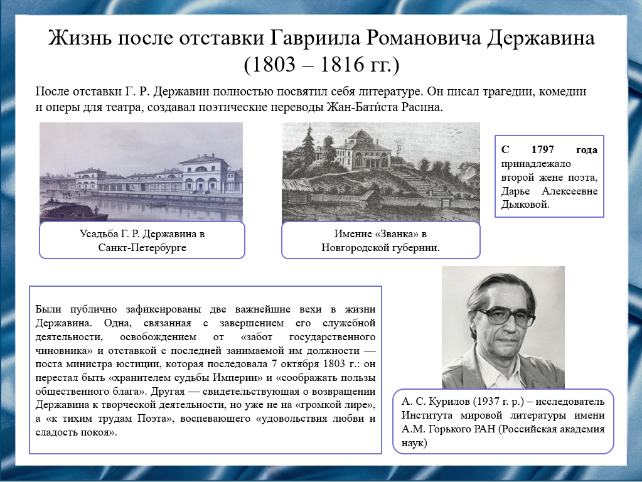 Жизнь после отставки Гавриила Романовича Державина
(1803 – 1816 гг.)
После отставки Г. Р. Державин полностью посвятил себя литературе. Он писал трагедии, комедии
и оперы для театра, создавал поэтические переводы Жан-Бати́ста Расина.
С 1797 года
принадлежало
второй жене поэта,
Дарье Алексеевне
Дьяковой.
Усадьба Г. Р. Державина в
Санкт-Петербурге
Имение «Званка» в
Новгородской губернии.
Были публично зафиксированы две важнейшие вехи в жизни
Державина. Одна, связанная с завершением его служебной
деятельности, освобождением от «забот государственного
чиновника» и отставкой с последней занимаемой им должности —
поста министра юстиции, которая последовала 7 октября 1803 г.: он
перестал быть «хранителем судьбы Империи» и «соображать пользы
общественного блага». Другая — свидетельствующая о возвращении
Державина к творческой деятельности, но уже не на «громкой лире»,
а «к тихим трудам Поэта», воспевающего «удовольствия любви и
сладость покоя».
А. С. Курилов (1937 г. р.) – исследователь
Института мировой литературы имени
А.М. Горького РАН (Российская академия
наук)